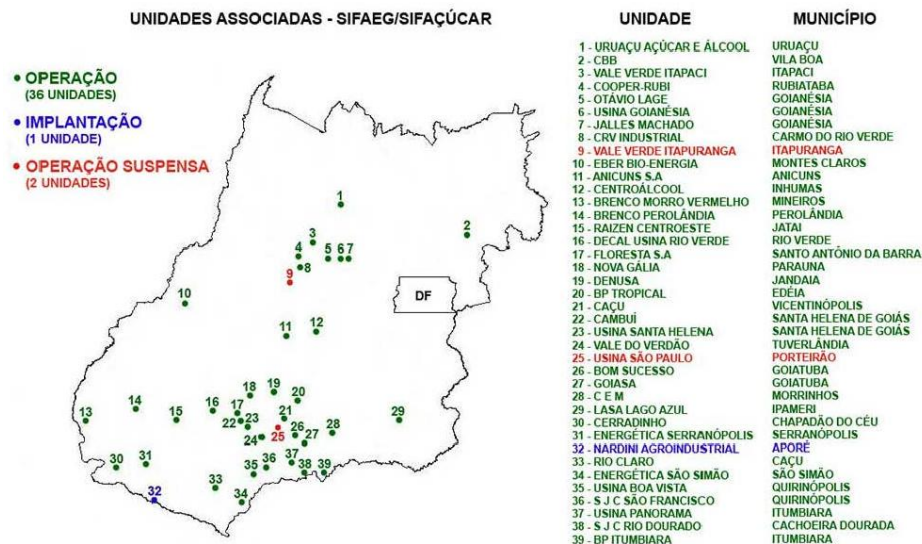 UNIDADES ASSOCIADAS - SIFAEG/SIFAÇÚCAR
• OPERAÇÃO
(36 UNIDADES)
• IMPLANTAÇÃO
(1 UNIDADE)
• OPERAÇÃO SUSPENSA
(2 UNIDADES)
1
2
3
4
5 6 7
8
9
DF
10
11
12
13
14
15
16
17
18
19
20
21
22
23
24
25
26
27
28
29
30
31
32
33
34
35
36
37
38
39
UNIDADE MUNICÍPIO
1 - URUAÇU AÇÚCAR E ÁLCOOL URUAÇU
2 - CBB VILA BOA
3 - VALE VERDE ITAPACI ITAPACI
4 - COOPER-RUBI RUBIATABA
5 - OTÁVIO LAGE GOIANÉSIA
6 - USINA GOIANÉSIA GOIANÉSIA
7 - JALLES MACHADO GOIANÉSIA
8 - CRV INDUSTRIAL CARMO DO RIO VERDE
9 - VALE VERDE ITAPURANGA ITAPURANGA
10 - EBER BIO-ENERGIA MONTES CLAROS
11 - ANICUNS S.A ANICUNS
12 - CENTROÁLCOOL INHUMAS
13 - BRENCO MORRO VERMELHO MINEIROS
14 - BRENCO PEROLÂNDIA PEROLÂNDIA
15 - RAIZEN CENTROESTE JATAI
16 - DECAL USINA RIO VERDE RIO VERDE
17 - FLORESTA S.A SANTO ANTÔNIO DA BARRA
18 - NOVA GÁLIA PARAUNA
19 - DENUSA JANDAIA
20 - BP TROPICAL EDÉIA
21 - CAÇU VICENTINÓPOLIS
22 - CAMBUÍ SANTA HELENA DE GOIÁS
23 - USINA SANTA HELENA SANTA HELENA DE GOIÁS
24 - VALE DO VERDÃO TUVERLÂNDIA
25 - USINA SÃO PAULO PORTEIRÃO
26 - BOM SUCESSO GOIATUBA
27 - GOIASA GOIATUBA
28 - C E M MORRINHOS
29 - LASA LAGO AZUL IPAMERI
30 - CERRADINHO CHAPADÃO DO CÉU
31 - ENERGÉTICA SERRANÓPOLIS SERRANÓPOLIS
32 - NARDINI AGROINDUSTRIAL APORÉ
33 - RIO CLARO CAÇU
34 - ENERGÉTICA SÃO SIMÃO SÃO SIMÃO
35 - USINA BOA VISTA QUIRINÓPOLIS
36 - S J C SÃO FRANCISCO QUIRINÓPOLIS
37 - USINA PANORAMA ITUMBIARA
38 - S J C RIO DOURADO CACHOEIRA DOURADA
39 - BP ITUMBIARA ITUMBIARA